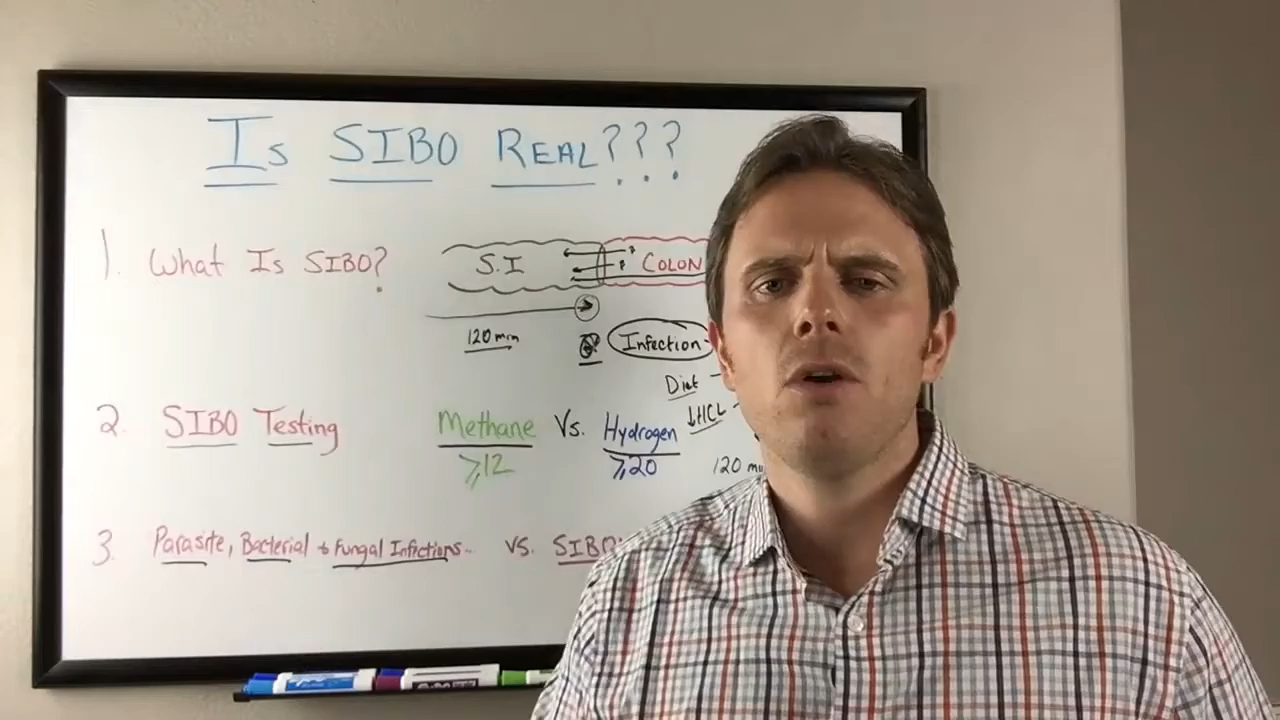 Is SIBO REAL???
1. What Is SIBO?
S.I
COLON
120 min
Infection
Diet
↓HCL
2. SIBO Testing
Methane Vs. Hydrogen
≥12
≥20
120 min
3. Parasite, Bacterial + Fungal Infections.. vs. SIBO